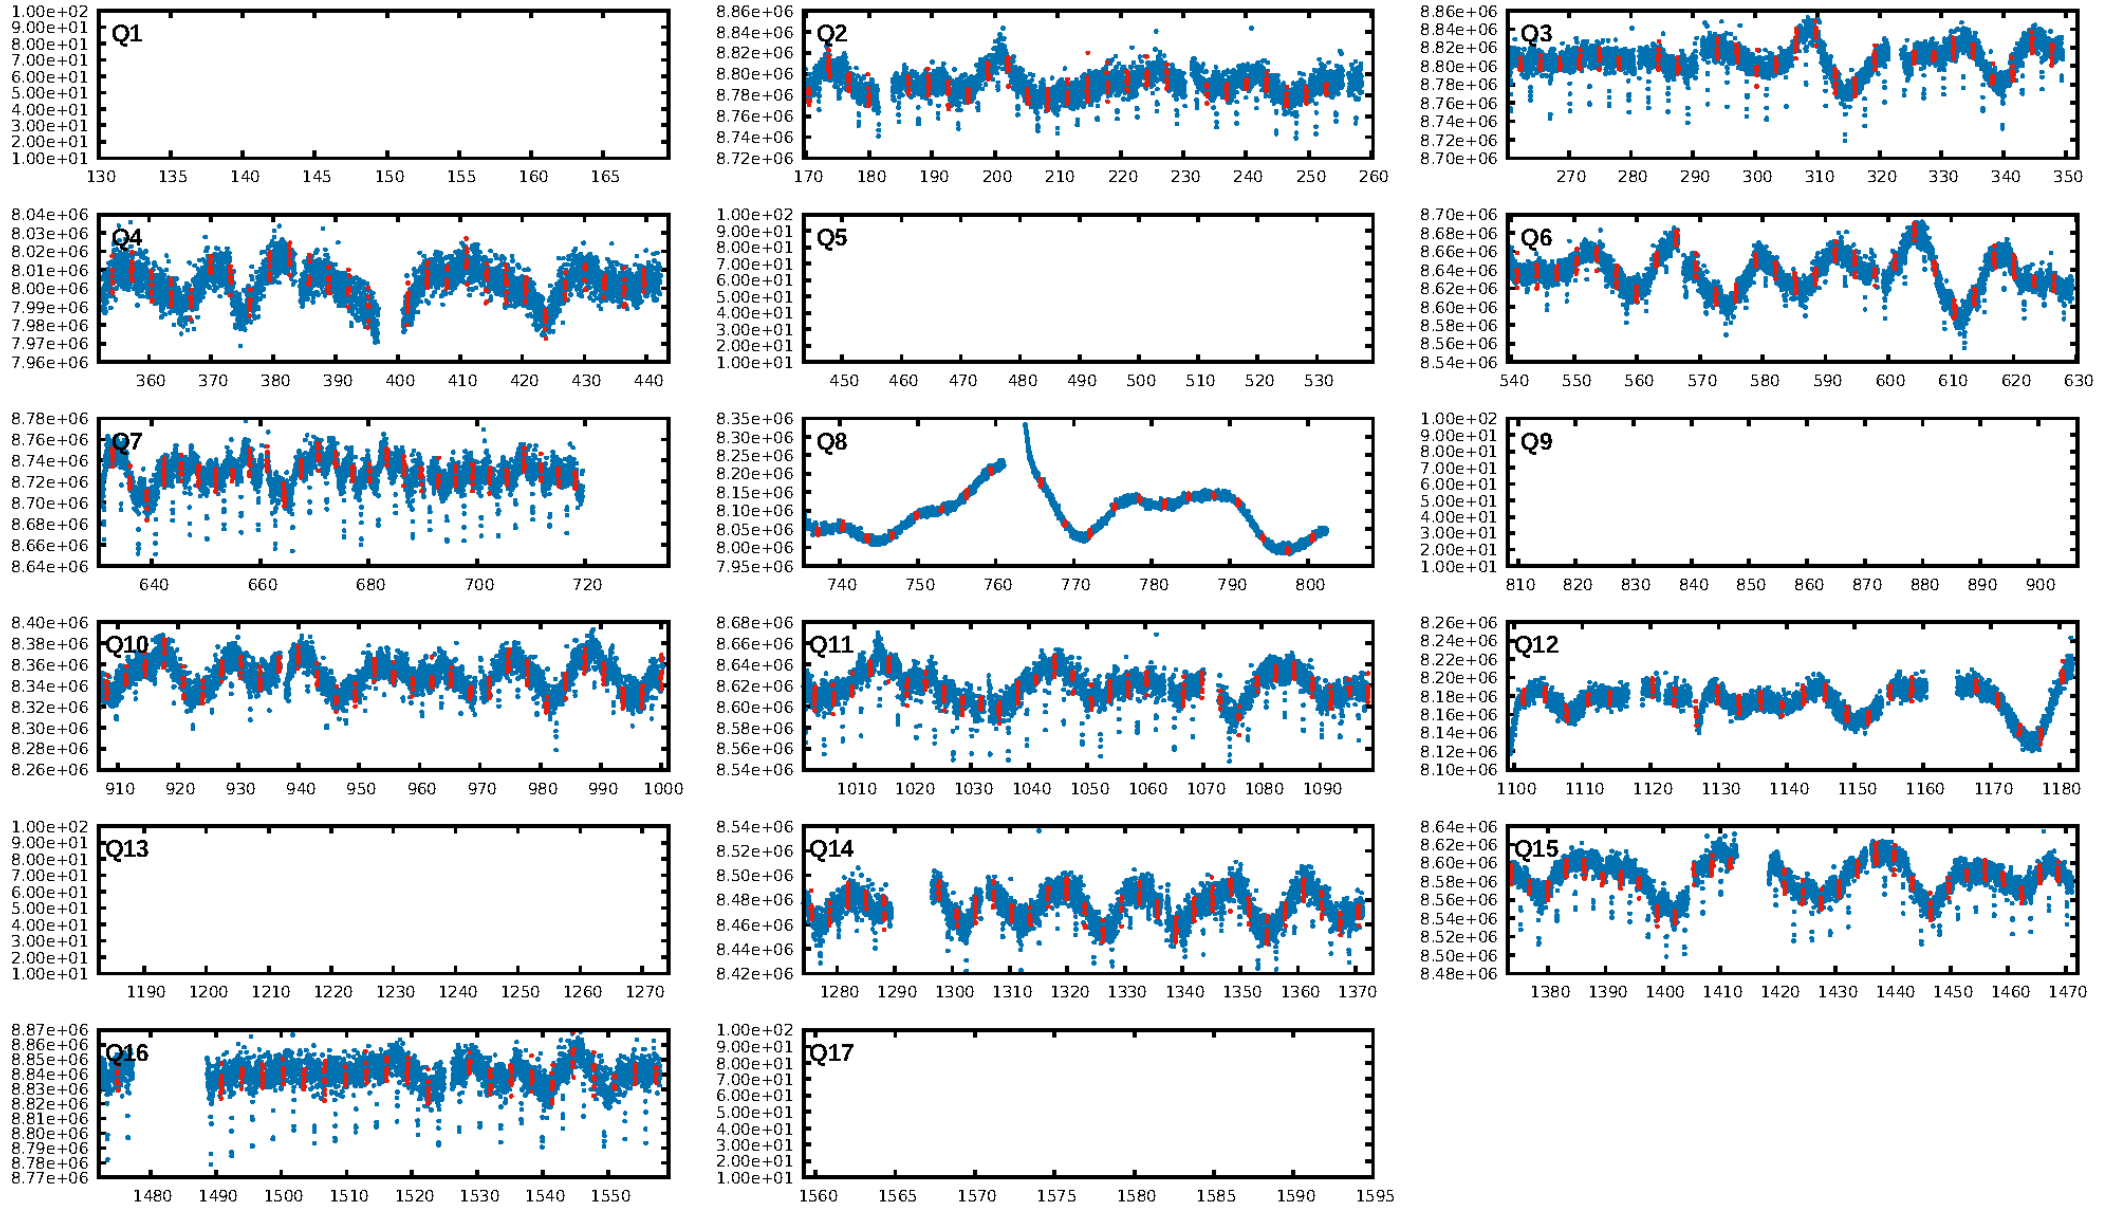 1.00e+02
9.00e+01
8.00e+01
7.00e+01
6.00e+01
5.00e+01
4.00e+01
3.00e+01
2.00e+01
1.00e+01
Q1
130 135 140 145 150 155 160 165
8.86e+06
8.84e+06
8.82e+06
8.80e+06
8.78e+06
8.76e+06
8.74e+06
8.72e+06
Q2
170 180 190 200 210 220 230 240 250 260
8.86e+06
8.84e+06
8.82e+06
8.80e+06
8.78e+06
8.76e+06
8.74e+06
8.72e+06
8.70e+06
Q3
270 280 290 300 310 320 330 340 350
8.04e+06
8.03e+06
8.02e+06
8.01e+06
8.00e+06
7.99e+06
7.98e+06
7.97e+06
7.96e+06
Q4
360 370 380 390 400 410 420 430 440
1.00e+02
9.00e+01
8.00e+01
7.00e+01
6.00e+01
5.00e+01
4.00e+01
3.00e+01
2.00e+01
1.00e+01
Q5
450 460 470 480 490 500 510 520 530
8.70e+06
8.68e+06
8.66e+06
8.64e+06
8.62e+06
8.60e+06
8.58e+06
8.56e+06
8.54e+06
Q6
540 550 560 570 580 590 600 610 620 630
8.78e+06
8.76e+06
8.74e+06
8.72e+06
8.70e+06
8.68e+06
8.66e+06
8.64e+06
Q7
640 660 680 700 720
8.35e+06
8.30e+06
8.25e+06
8.20e+06
8.15e+06
8.10e+06
8.05e+06
8.00e+06
7.95e+06
Q8
740 750 760 770 780 790 800
1.00e+02
9.00e+01
8.00e+01
7.00e+01
6.00e+01
5.00e+01
4.00e+01
3.00e+01
2.00e+01
1.00e+01
Q9
810 820 830 840 850 860 870 880 890 900
8.40e+06
8.38e+06
8.36e+06
8.34e+06
8.32e+06
8.30e+06
8.28e+06
8.26e+06
Q10
910 920 930 940 950 960 970 980 990 1000
8.68e+06
8.66e+06
8.64e+06
8.62e+06
8.60e+06
8.58e+06
8.56e+06
8.54e+06
Q11
1010 1020 1030 1040 1050 1060 1070 1080 1090
8.26e+06
8.24e+06
8.22e+06
8.20e+06
8.18e+06
8.16e+06
8.14e+06
8.12e+06
8.10e+06
Q12
1100 1110 1120 1130 1140 1150 1160 1170 1180
1.00e+02
9.00e+01
8.00e+01
7.00e+01
6.00e+01
5.00e+01
4.00e+01
3.00e+01
2.00e+01
1.00e+01
Q13
1190 1200 1210 1220 1230 1240 1250 1260 1270
8.54e+06
8.52e+06
8.50e+06
8.48e+06
8.46e+06
8.44e+06
8.42e+06
Q14
1280 1290 1300 1310 1320 1330 1340 1350 1360 1370
8.64e+06
8.62e+06
8.60e+06
8.58e+06
8.56e+06
8.54e+06
8.52e+06
8.50e+06
8.48e+06
Q15
1380 1390 1400 1410 1420 1430 1440 1450 1460 1470
8.87e+06
8.86e+06
8.85e+06
8.84e+06
8.83e+06
8.82e+06
8.81e+06
8.80e+06
8.79e+06
8.78e+06
8.77e+06
Q16
1480 1490 1500 1510 1520 1530 1540 1550
1.00e+02
9.00e+01
8.00e+01
7.00e+01
6.00e+01
5.00e+01
4.00e+01
3.00e+01
2.00e+01
1.00e+01
Q17
1560 1565 1570 1575 1580 1585 1590 1595